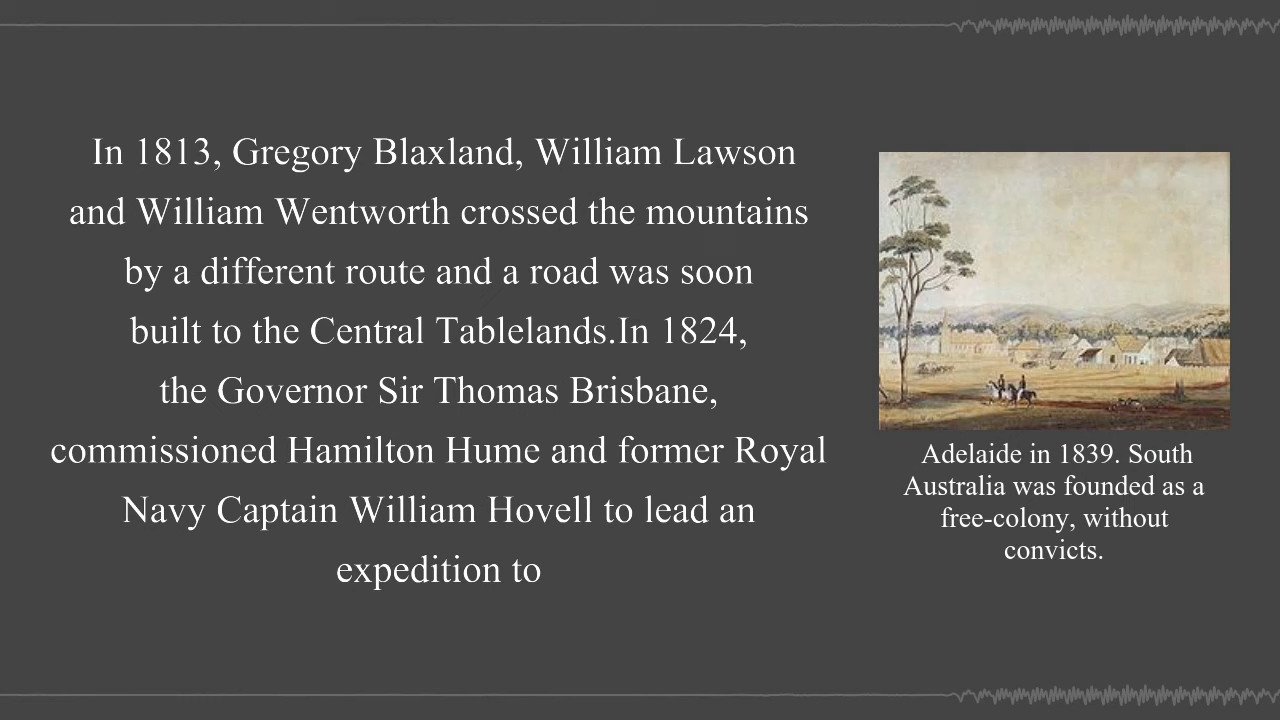 In 1813, Gregory Blaxland, William Lawson
and William Wentworth crossed the mountains
by a different route and a road was soon
built to the Central Tablelands.In 1824,
the Governor Sir Thomas Brisbane,
commissioned Hamilton Hume and former Royal
Navy Captain William Hovell to lead an
expedition to
Adelaide in 1839. South
Australia was founded as a
free-colony, without
convicts.